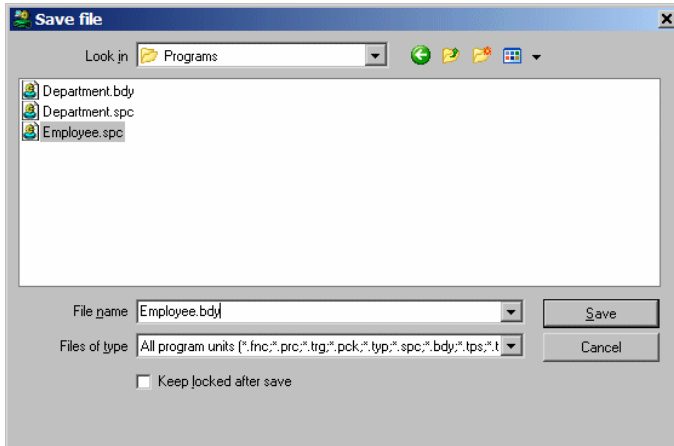 Save file
Look in Programs
Department.bdy
Department.spc
Employee.spc
File name Employee.bdy Save
Files of type All program units (*.fnc;*.prc;*.trg;*.pck;*.typ;*.spc;*.bdy;*.tps;*.t Cancel
Keep locked after save